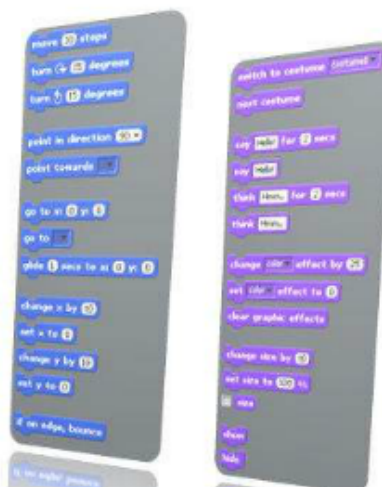 move 10 steps
turn 15 degrees
turn 15 degrees
point in direction 90
point towards
go to x: 0 y: 0
go to
glide 1 secs to x: 0 y: 0
change x by 10
set x to 0
change y by 10
set y to 0
if on edge, bounce
switch to costume costume1
next costume
say Hello! for 2 secs
say Hello!
think Hmm... for 2 secs
think Hmm...
change color effect by 25
set color effect to 0
clear graphic effects
change size by 10
set size to 100 %
size
show
hide